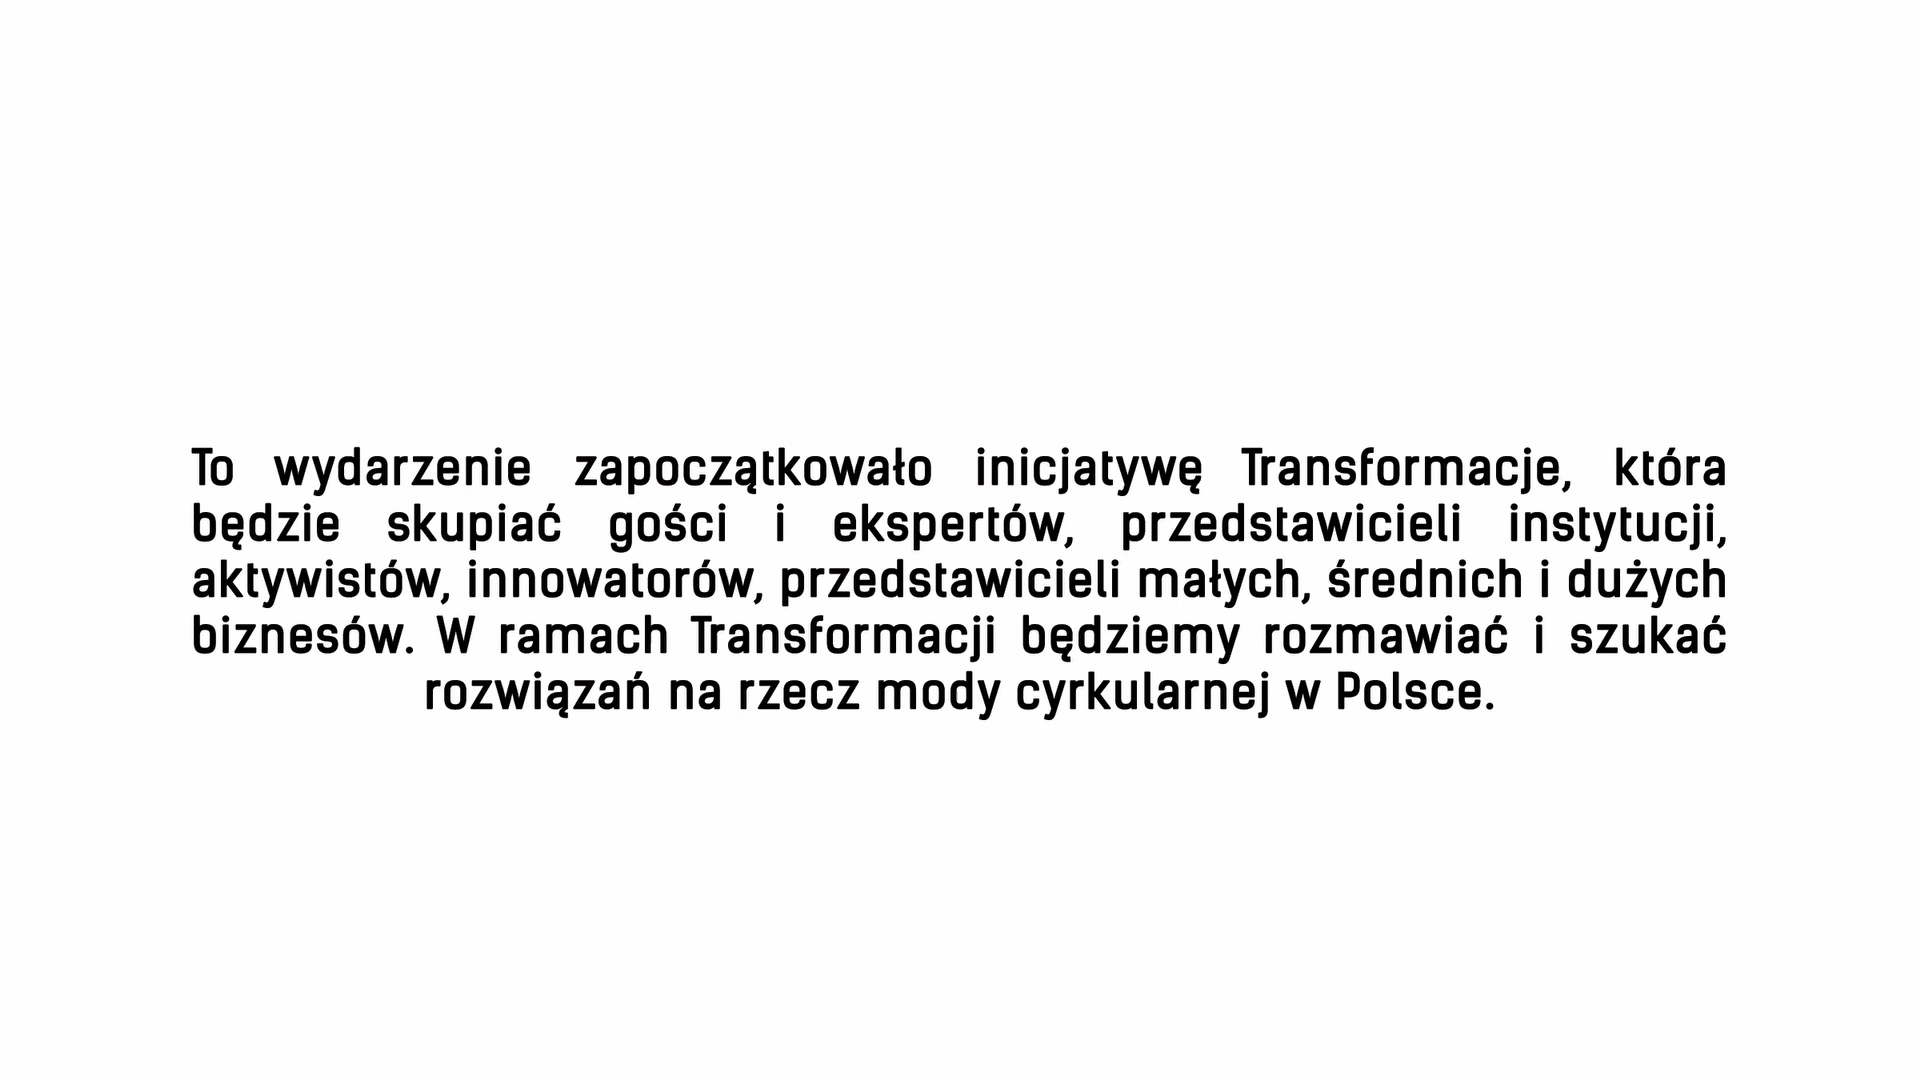 To wydarzenie zapoczątkowało inicjatywę Transformacje, która
będzie skupiać gości i ekspertów, przedstawicieli instytucji,
aktywistów, innowatorów, przedstawicieli małych, średnich i dużych
biznesów. W ramach Transformacji będziemy rozmawiać i szukać
rozwiązań na rzecz mody cyrkularnej w Polsce.